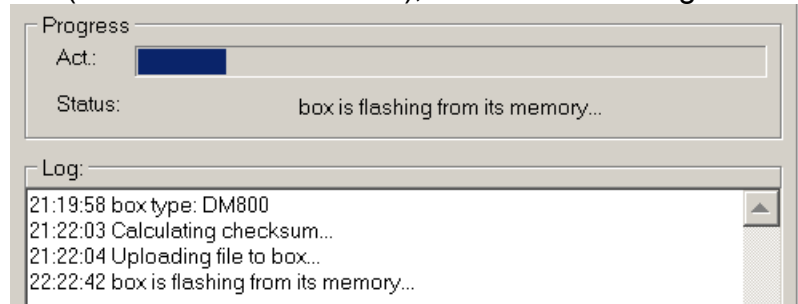 Progress
Act.:
Status: box is flashing from its memory...
Log:
21:19:58 box type: DM800
21:22:03 Calculating checksum...
21:22:04 Uploading file to box...
22:22:42 box is flashing from its memory...